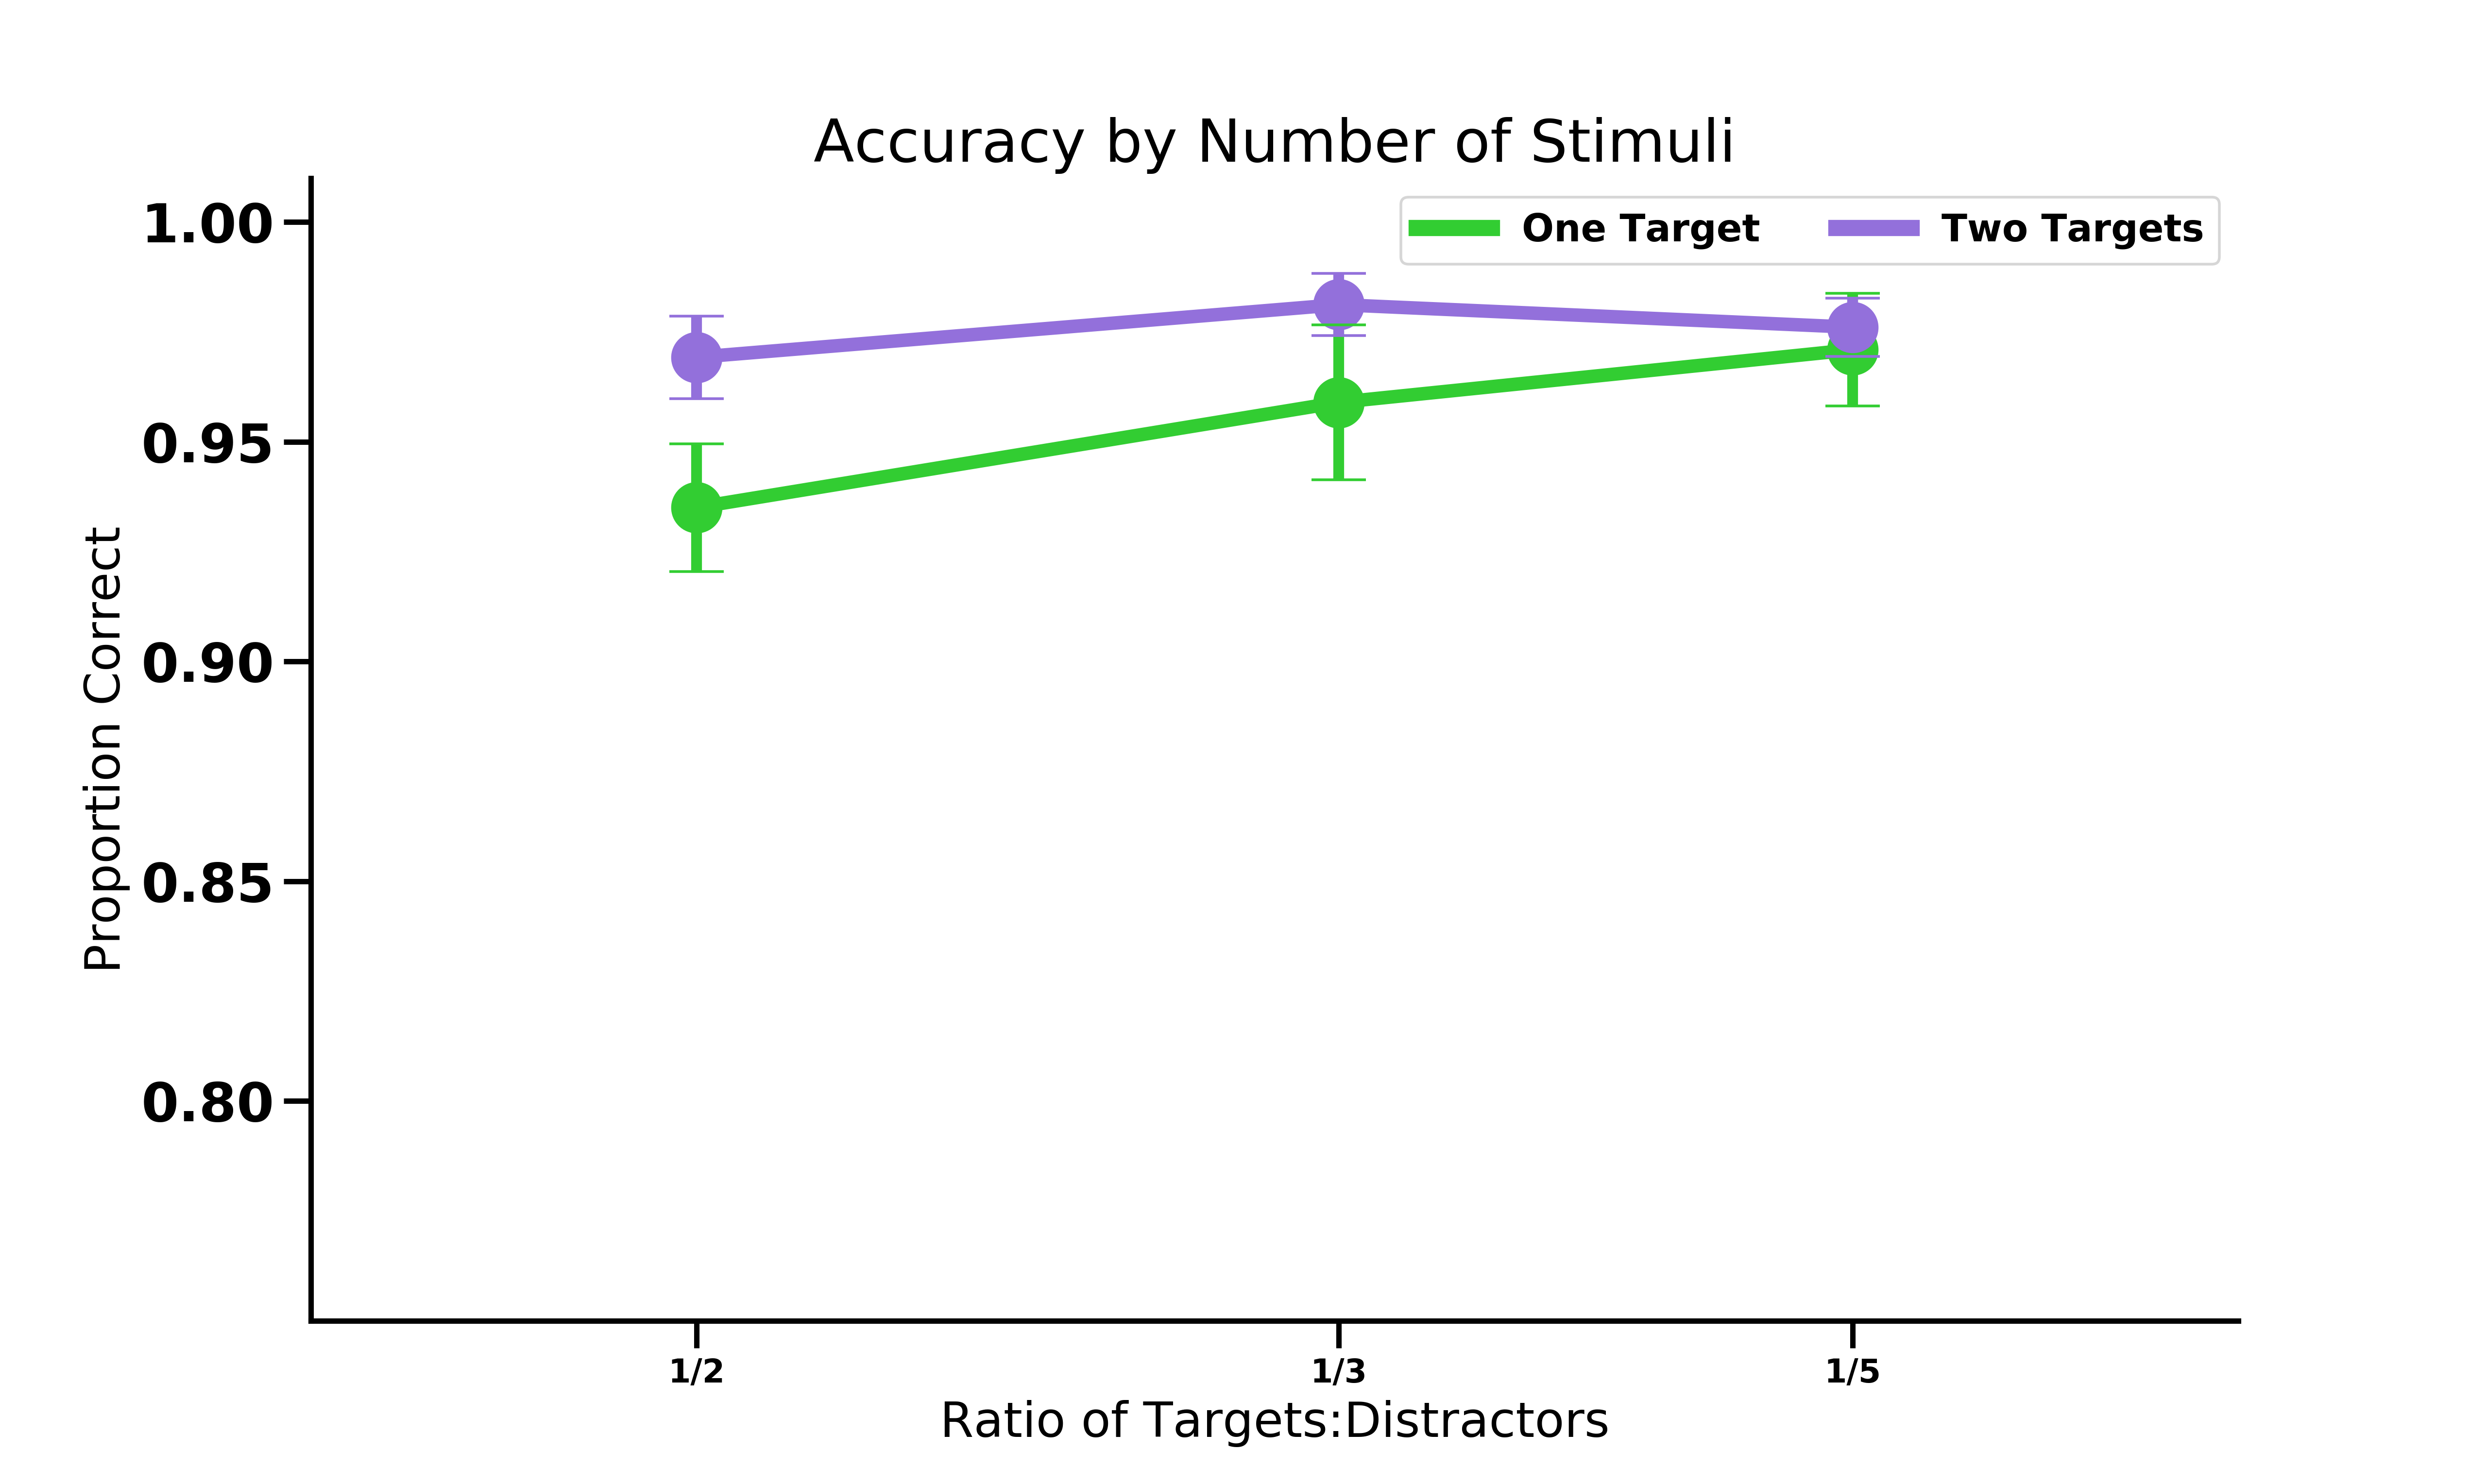 Accuracy by Number of Stimuli
One Target
Two Targets
1.00
0.95
0.90
0.85
0.80
Proportion Correct
1/2
1/3
1/5
Ratio of Targets:Distractors